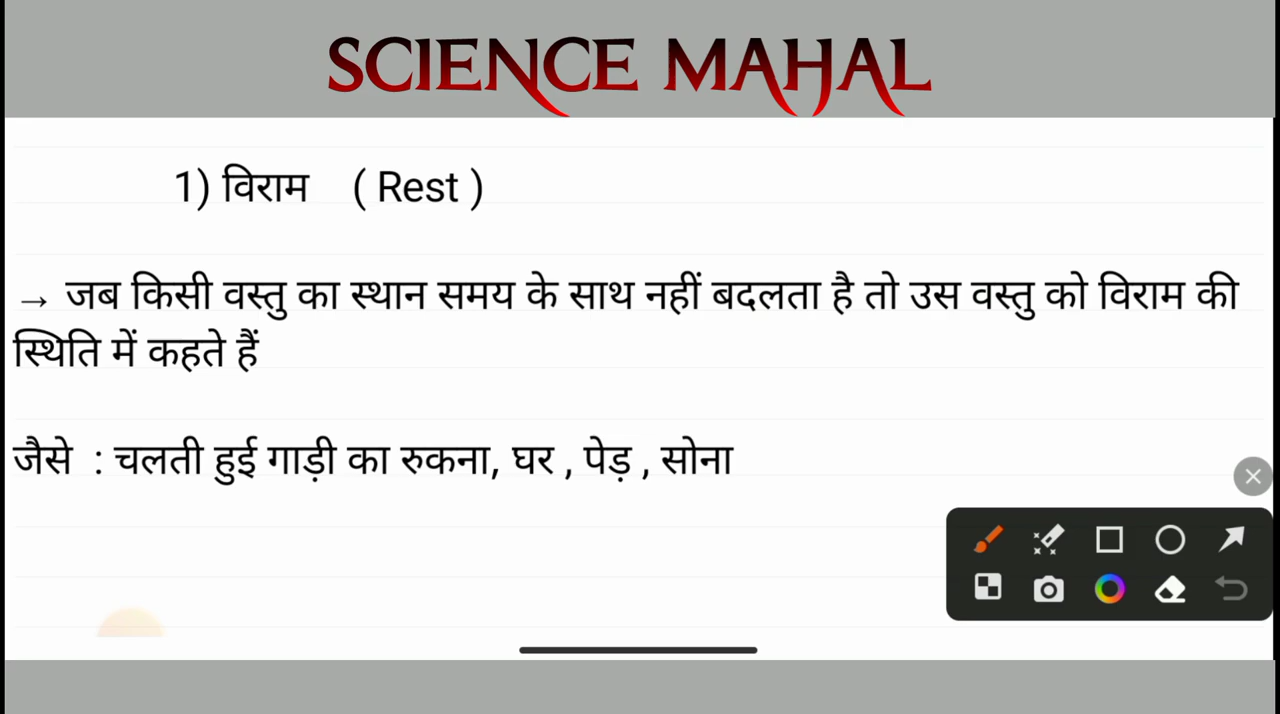 SCIENCE MAHAL
1) विराम ( Rest )
→ जब किसी वस्तु का स्थान समय के साथ नहीं बदलता है तो उस वस्तु को विराम की
स्थिति में कहते हैं
जैसे : चलती हुई गाड़ी का रुकना, घर , पेड़ , सोना